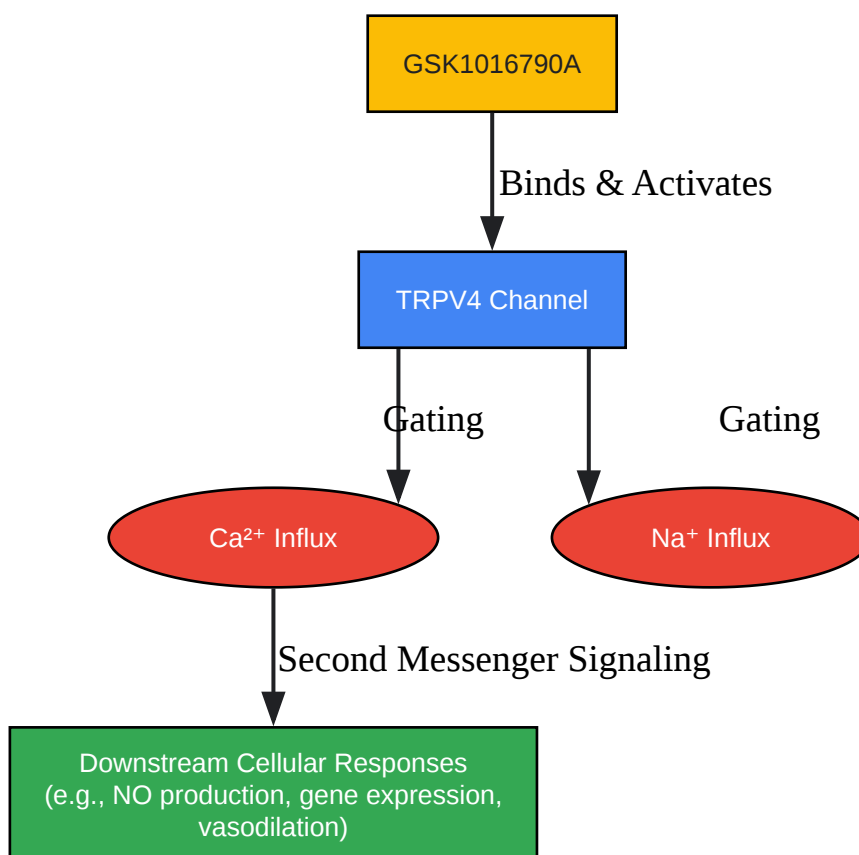 GSK1016790A
Binds & Activates
TRPV4 Channel
Gating
Gating
Ca²⁺ Influx
Na⁺ Influx
Second Messenger Signaling
Downstream Cellular Responses
(e.g., NO production, gene expression,
vasodilation)